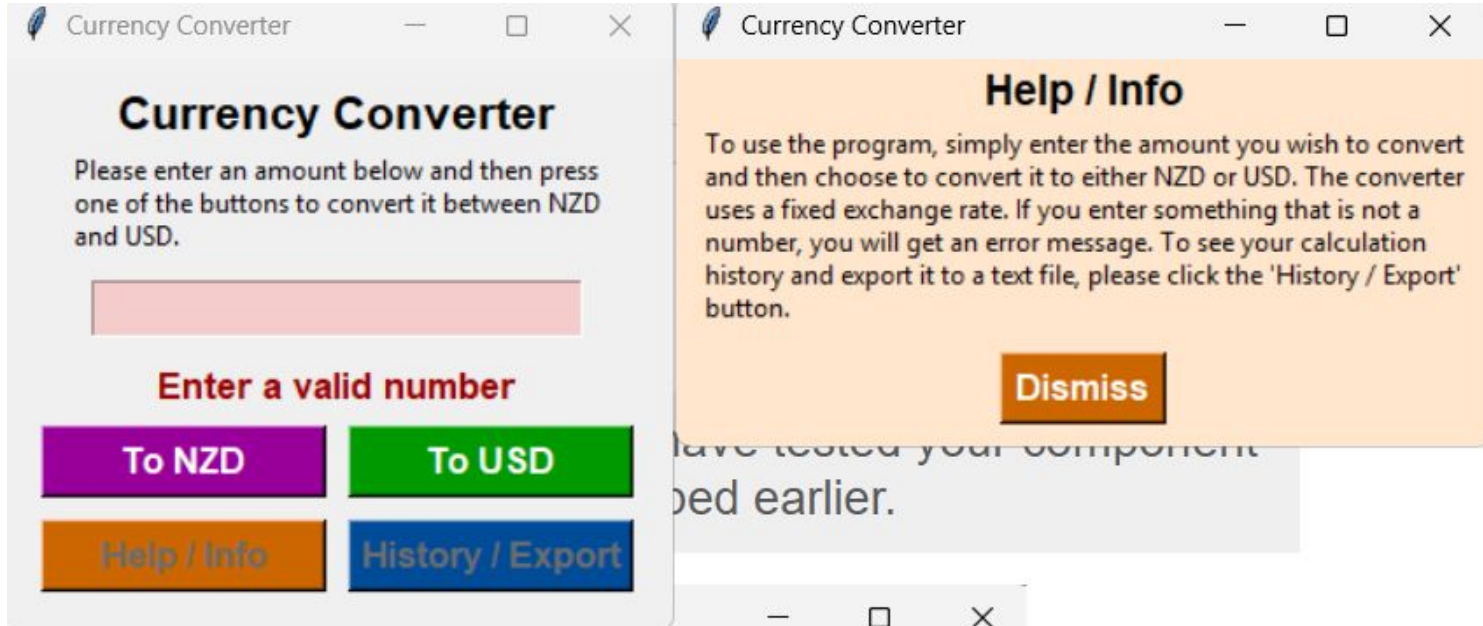 Currency Converter
Currency Converter
Please enter an amount below and then press
one of the buttons to convert it between NZD
and USD.
Enter a valid number
To NZD
To USD
Help / Info
History / Export
Currency Converter
Help / Info
To use the program, simply enter the amount you wish to convert
and then choose to convert it to either NZD or USD. The converter
uses a fixed exchange rate. If you enter something that is not a
number, you will get an error message. To see your calculation
history and export it to a text file, please click the 'History / Export'
button.
Dismiss
have tested your component
earlier.